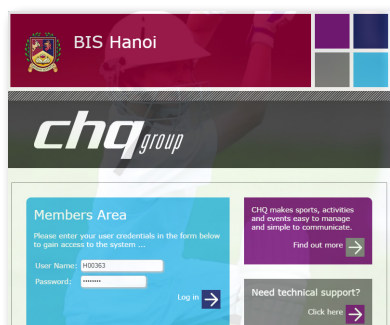 BIS Hanoi
chq group
Members Area
Please enter your user credentials in the form below
to gain access to the system ...
User Name: H00363
Password: ••••••••
Log in
CHQ makes sports, activities
and events easy to manage
and simple to communicate.
Find out more
Need technical support?
Click here